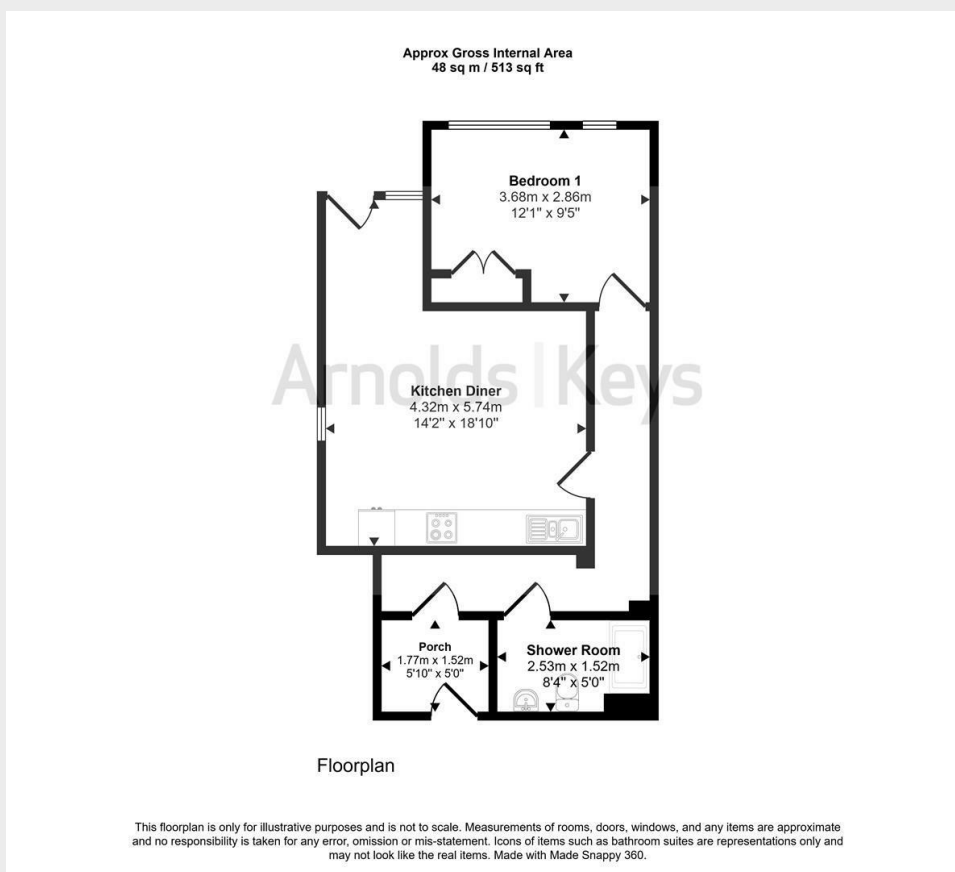 Approx Gross Internal Area
48 sq m / 513 sq ft
Bedroom 1
3.68m x 2.86m
12'1" x 9'5"
Arnolds | Keys
Kitchen Diner
4.32m x 5.74m
14'2" x 18'10"
Porch
1.77m x 1.52m
5'10" x 5'0"
Shower Room
2.53m x 1.52m
8'4" x 5'0"
Floorplan
This floorplan is only for illustrative purposes and is not to scale. Measurements of rooms, doors, windows, and any items are approximate
and no responsibility is taken for any error, omission or mis-statement. Icons of items such as bathroom suites are representations only and
may not look like the real items. Made with Made Snappy 360.